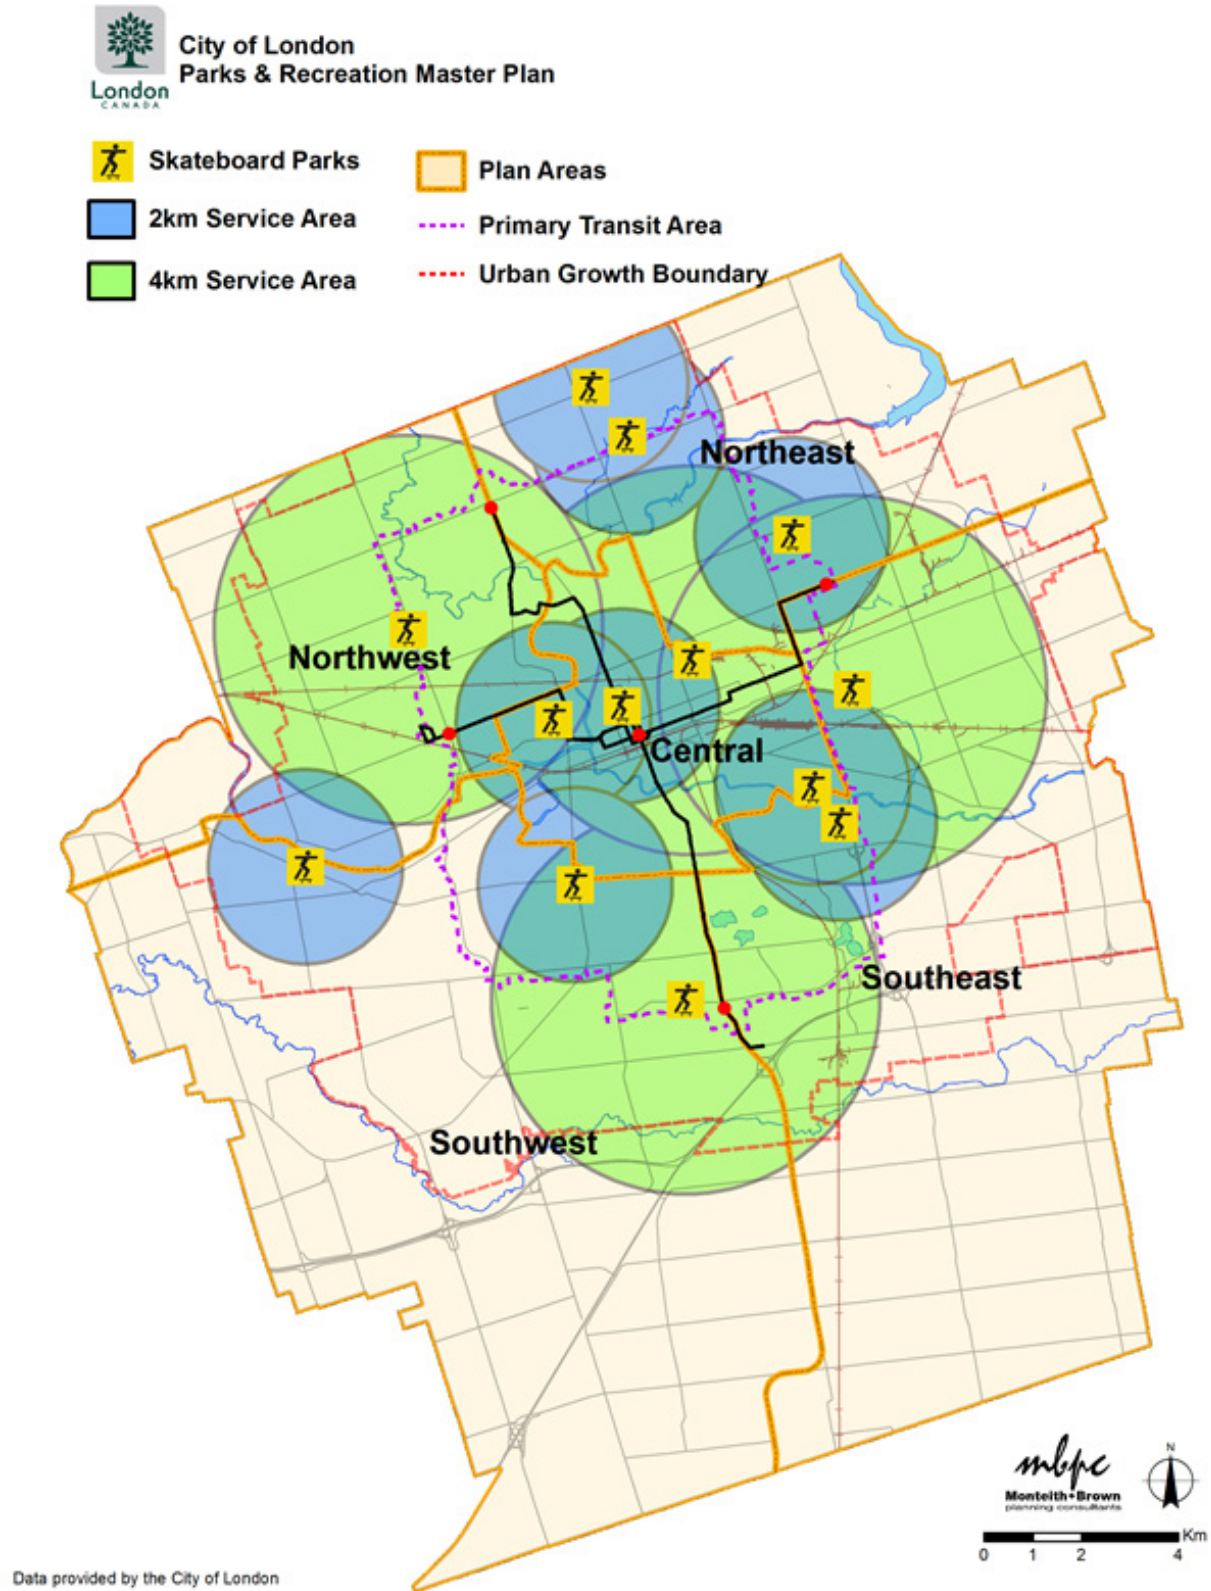 City of London
Parks & Recreation Master Plan
London
CANADA
Skateboard Parks
Plan Areas
2km Service Area
Primary Transit Area
4km Service Area
Urban Growth Boundary
Northeast
Northwest
Central
Southeast
Southwest
mbpc
Monteith+Brown
planning consultants
N
Km
0 1 2 4
Data provided by the City of London